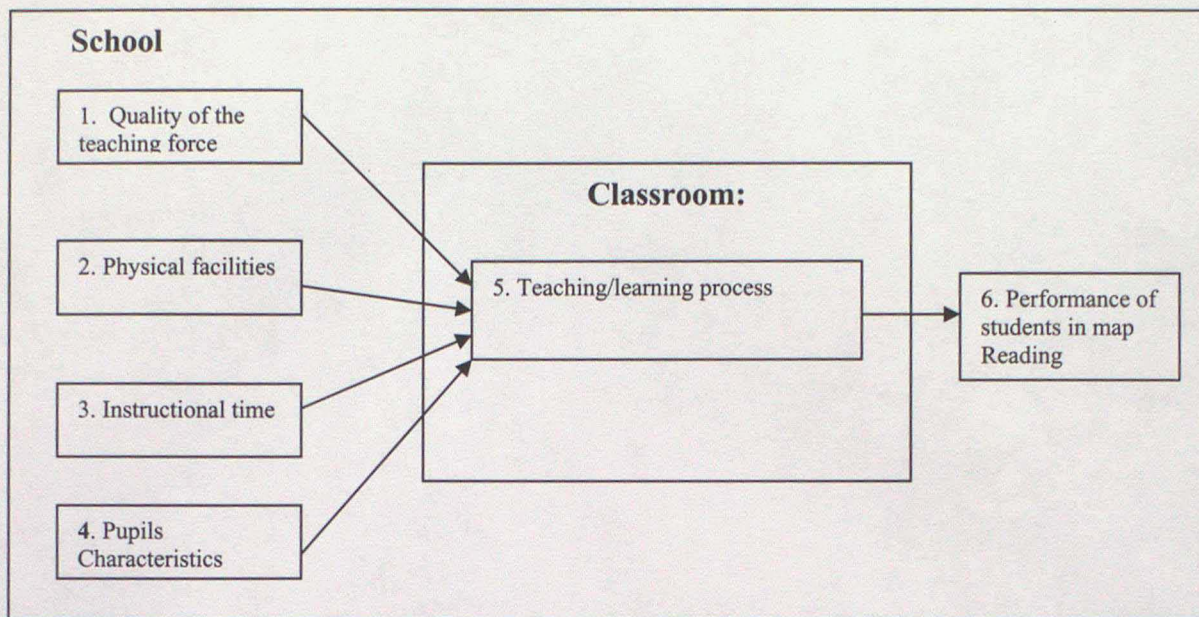 School
1. Quality of the
teaching force
2. Physical facilities
3. Instructional time
4. Pupils
Characteristics
Classroom:
5. Teaching/learning process
6. Performance of
students in map
Reading